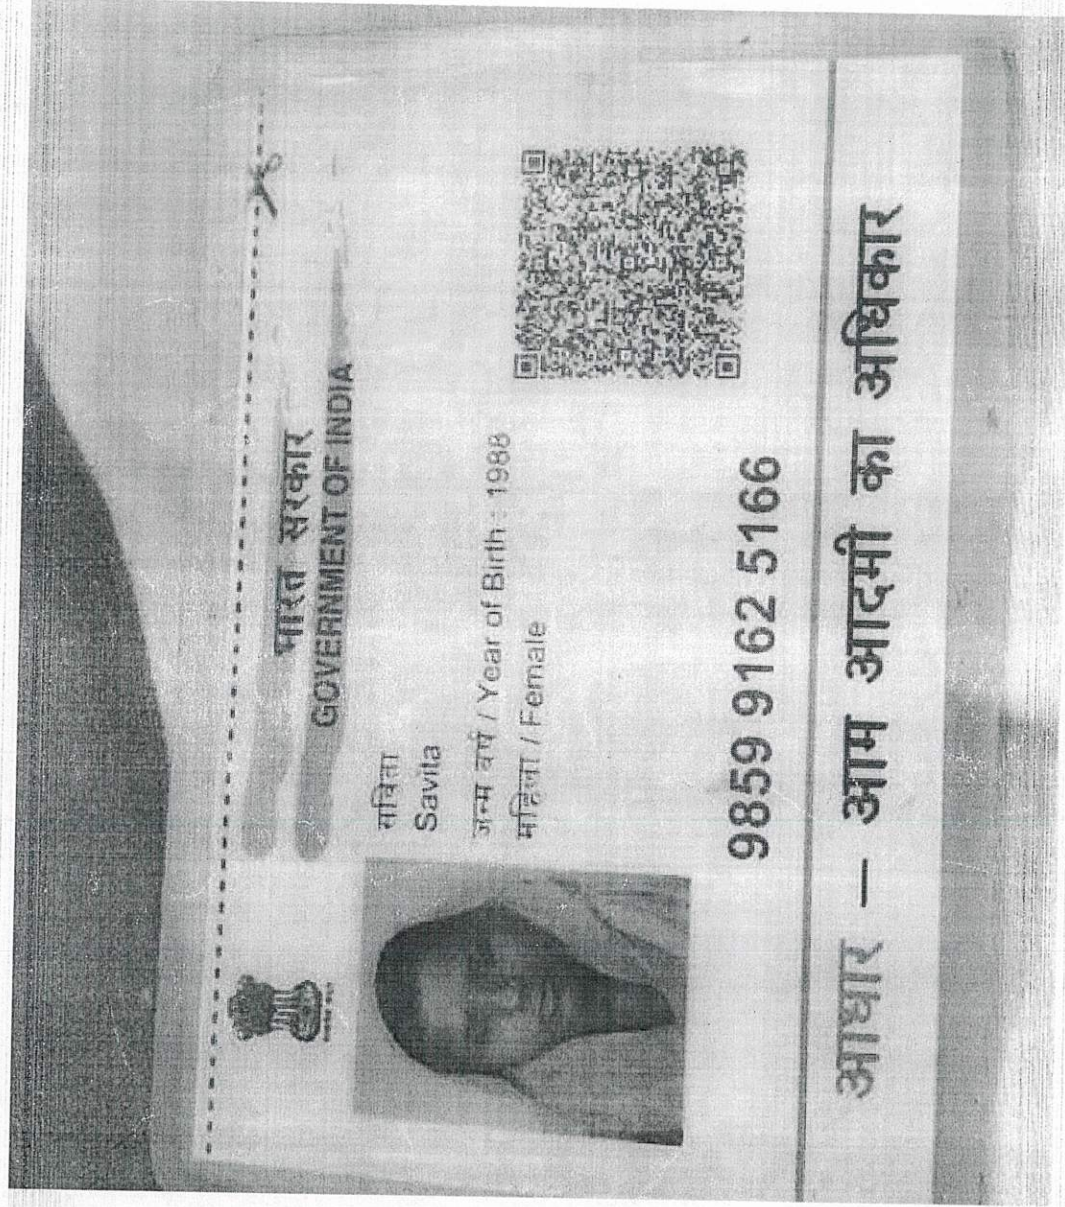 भारत सरकार
GOVERNMENT OF INDIA
सविता
Savita
जन्म वर्ष / Year of Birth : 1988
महिला / Female
9859 9162 5166
आधार — आम आदमी का अधिकार